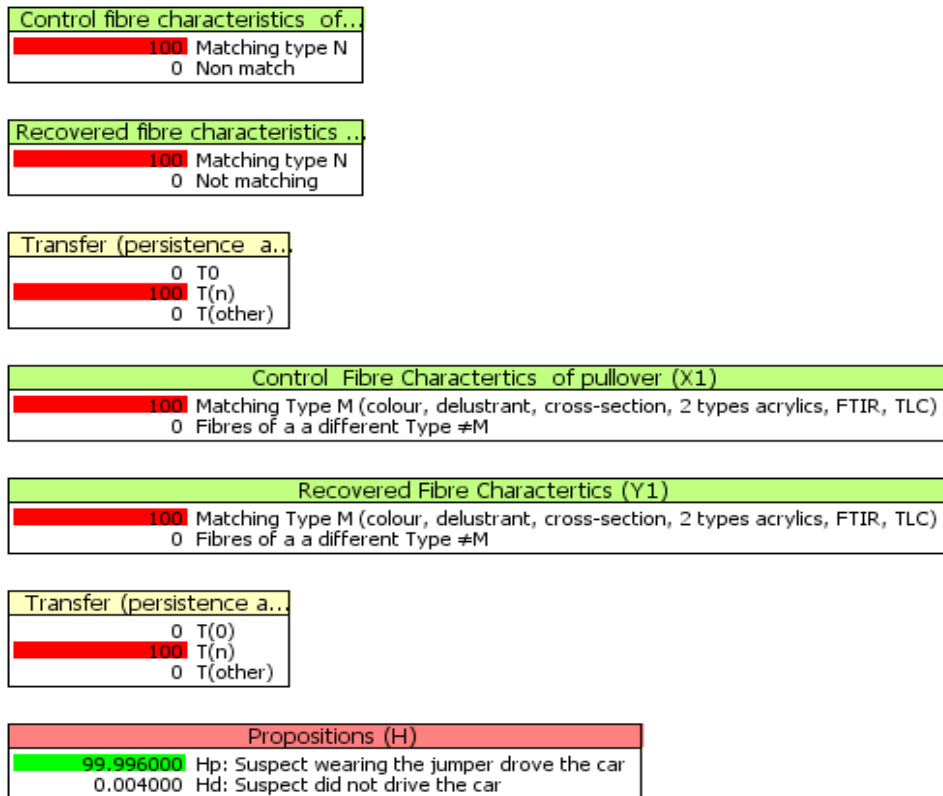 Control fibre characteristics of...
100 Matching type N
0 Non match
Recovered fibre characteristics ...
100 Matching type N
0 Not matching
Transfer (persistence a...
0 T0
100 T(n)
0 T(other)
Control Fibre Charactertics of pullover (X1)
100 Matching Type M (colour, delustrant, cross-section, 2 types acrylics, FTIR, TLC)
0 Fibres of a a different Type ≠M
Recovered Fibre Charactertics (Y1)
100 Matching Type M (colour, delustrant, cross-section, 2 types acrylics, FTIR, TLC)
0 Fibres of a a different Type ≠M
Transfer (persistence a...
0 T(0)
100 T(n)
0 T(other)
Propositions (H)
99.996000 Hp: Suspect wearing the jumper drove the car
0.004000 Hd: Suspect did not drive the car